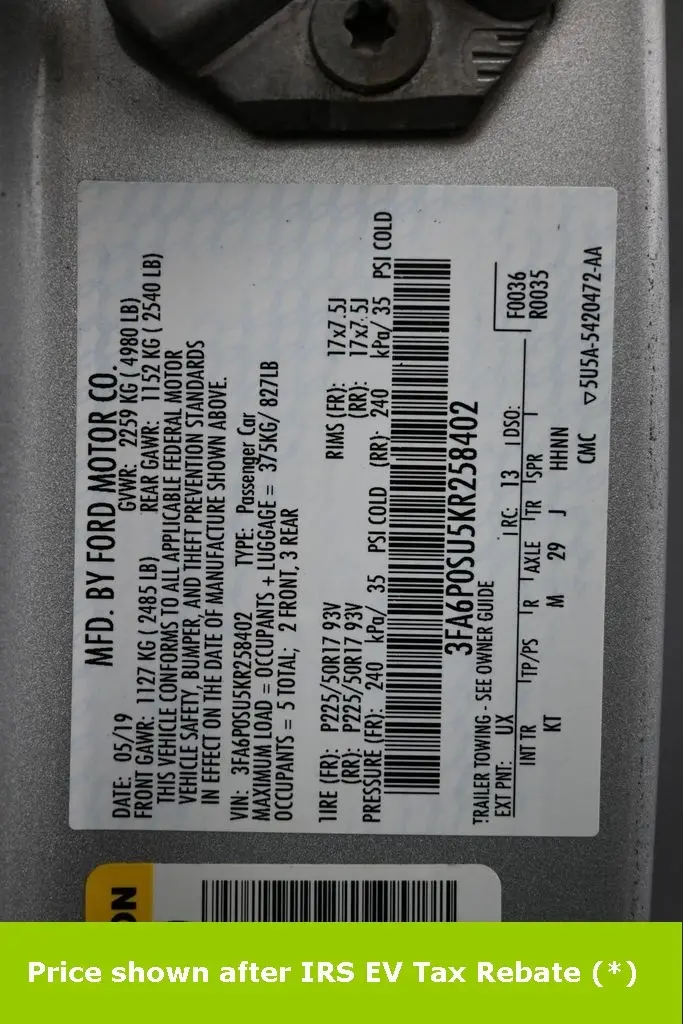 MFD. BY FORD MOTOR CO.
DATE: 05/19 GVWR: 2259 KG ( 4980 LB)
FRONT GAWR: 1127 KG ( 2485 LB) REAR GAWR: 1152 KG ( 2540 LB)
THIS VEHICLE CONFORMS TO ALL APPLICABLE FEDERAL MOTOR
VEHICLE SAFETY, BUMPER, AND THEFT PREVENTION STANDARDS
IN EFFECT ON THE DATE OF MANUFACTURE SHOWN ABOVE.
VIN: 3FA6P0SU5KR258402 TYPE: Passenger Car
MAXIMUM LOAD = OCCUPANTS + LUGGAGE = 375KG/ 827LB
OCCUPANTS = 5 TOTAL; 2 FRONT, 3 REAR
TIRE (FR): P225/50R17 93V RIMS (FR): 17x7.5J
(RR): P225/50R17 93V (RR): 17x7.5J
PRESSURE (FR): 240 kPa/ 35 PSI COLD (RR): 240 kPa/ 35 PSI COLD
3FA6P0SU5KR258402
TRAILER TOWING - SEE OWNER GUIDE F0036
EXT PNT: UX RC: 13 DSO: R0035
INT TR TP/PS R AXLE TR SPR
KT M 29 J HHNN
CMC ▽5U5A-5420472-AA
ON
Price shown after IRS EV Tax Rebate (*)